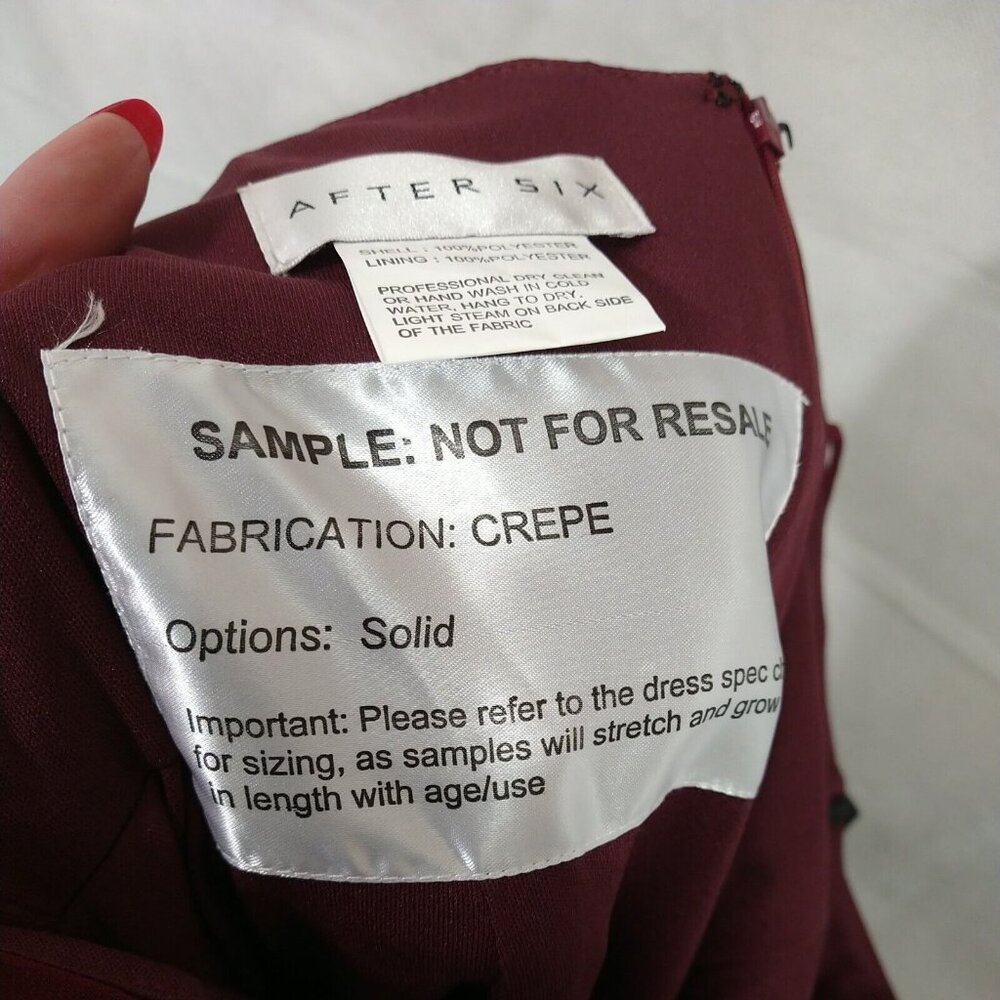 AFTER SIX
SHELL : 100%POLYESTER
LINING : 100%POLYESTER
PROFESSIONAL DRY CLEAN
OR HAND WASH IN COLD
WATER, HANG TO DRY,
LIGHT STEAM ON BACK SIDE
OF THE FABRIC
SAMPLE: NOT FOR RESALE
FABRICATION: CREPE
Options: Solid
Important: Please refer to the dress spec
for sizing, as samples will stretch and grow
in length with age/use